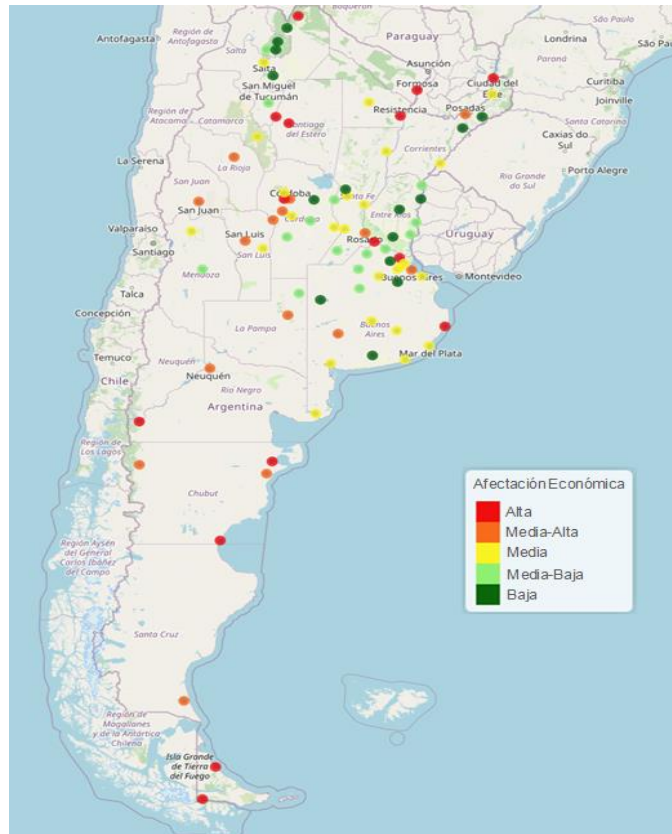 Boquerón
Antofagasta
Región de
Antofagasta
Paraguay
Londrina
São Paulo
São Pau
Asunción
Paraná
Salta
Salta
Formosa
Ciudad del
Este
Curitiba
San Miguel
de Tucumán
Joinville
Región de
Atacama
Catamarca
Resistencia
Posadas
Santiago
del Estero
Santa Catarina
Corrientes
Caxias do
Sul
La Serena
La Rioja
Porto Alegre
Rio Grande
do Sul
San Juan
Córdoba
Santa Fe
San Juan
Córdoba
Entre Ríos
Valparaíso
San Luis
Rosario
Uruguay
Santiago
San Luis
Mendoza
Buenos Aires
Montevideo
Talca
Concepción
La Pampa
Buenos
Aires
Temuco
Neuquén
Mar del Plata
Chile
Neuquén
Río Negro
Argentina
Región de
Los Lagos
Afectación Económica
Alta
Media-Alta
Media
Media-Baja
Baja
Chubut
Región Aysén
del General
Carlos Ibáñez
del Campo
Santa Cruz
Región de
Magallanes
y de la Antártica
Chilena
Isla Grande
de Tierra
del Fuego